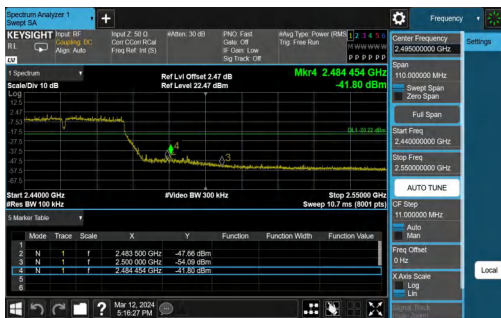 Spectrum Analyzer 1
Swept SA
+
Frequency
KEYSIGHT
RL
Input: RF
Coupling: DC
Align: Auto
Input Z: 50 Ω
Corr CCorr RCal
Freq Ref: Int (S)
#Atten: 30 dB
PNO: Fast
Gate: Off
IF Gain: Low
Sig Track: Off
#Avg Type: Power (RMS)
Trig: Free Run
1 2 3 4 5 6
M W W W W W
P P P P P P
LV
1 Spectrum
Scale/Div 10 dB
Log
Ref Lvl Offset 2.47 dB
Ref Level 22.47 dBm
Mkr4 2.484 454 GHz
-41.80 dBm
12.5
2.47
-7.53
-17.5
-27.5
-37.5
-47.5
-57.5
-67.5
4
3
Start 2.44000 GHz
#Res BW 100 kHz
#Video BW 300 kHz
Stop 2.55000 GHz
Sweep 10.7 ms (8001 pts)
5 Marker Table
Mode Trace Scale X Y Function Function Width Function Value
1
2 N 1 f 2.483 500 GHz -47.66 dBm
3 N 1 f 2.500 000 GHz -54.09 dBm
4 N 1 f 2.484 454 GHz -41.80 dBm
5
6
Mar 12, 2024
5:16:27 PM
?
Center Frequency
2.495000000 GHz
Settings
Span
110.000000 MHz
Swept Span
Zero Span
Full Span
Start Freq
2.440000000 GHz
Stop Freq
2.550000000 GHz
AUTO TUNE
CF Step
11.000000 MHz
Auto
Man
Freq Offset
0 Hz
X Axis Scale
Log
Lin
Local
Signal Track